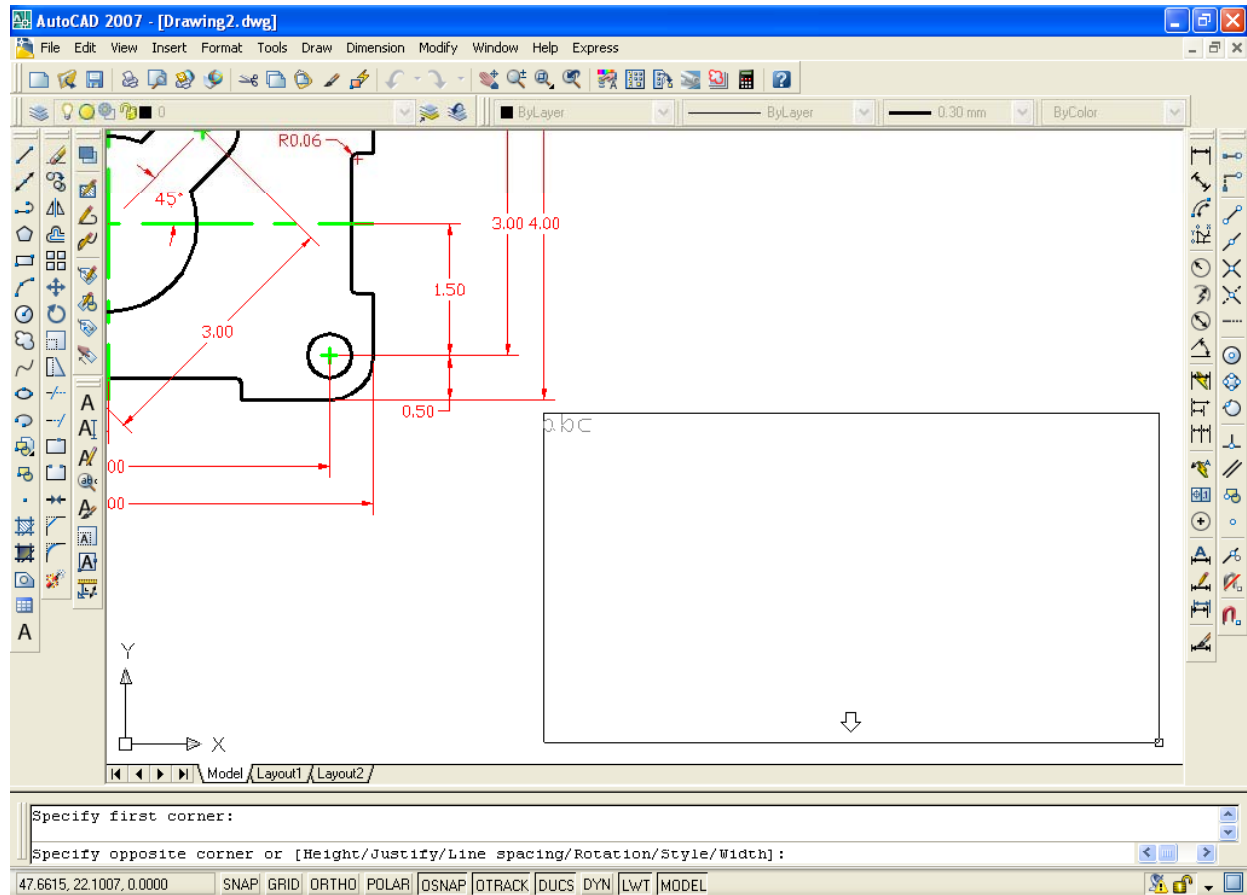 AutoCAD 2007 - [Drawing2.dwg]
File Edit View Insert Format Tools Draw Dimension Modify Window Help Express
0 ByLayer ByLayer 0.30 mm ByColor
R0.06
45°
3.00 4.00
1.50
3.00
0.50
abc
00
00
Y
X
Model Layout1 Layout2
Specify first corner:
Specify opposite corner or [Height/Justify/Line spacing/Rotation/Style/Width]:
47.6615, 22.1007, 0.0000 SNAP GRID ORTHO POLAR OSNAP OTRACK DUCS DYN LWT MODEL